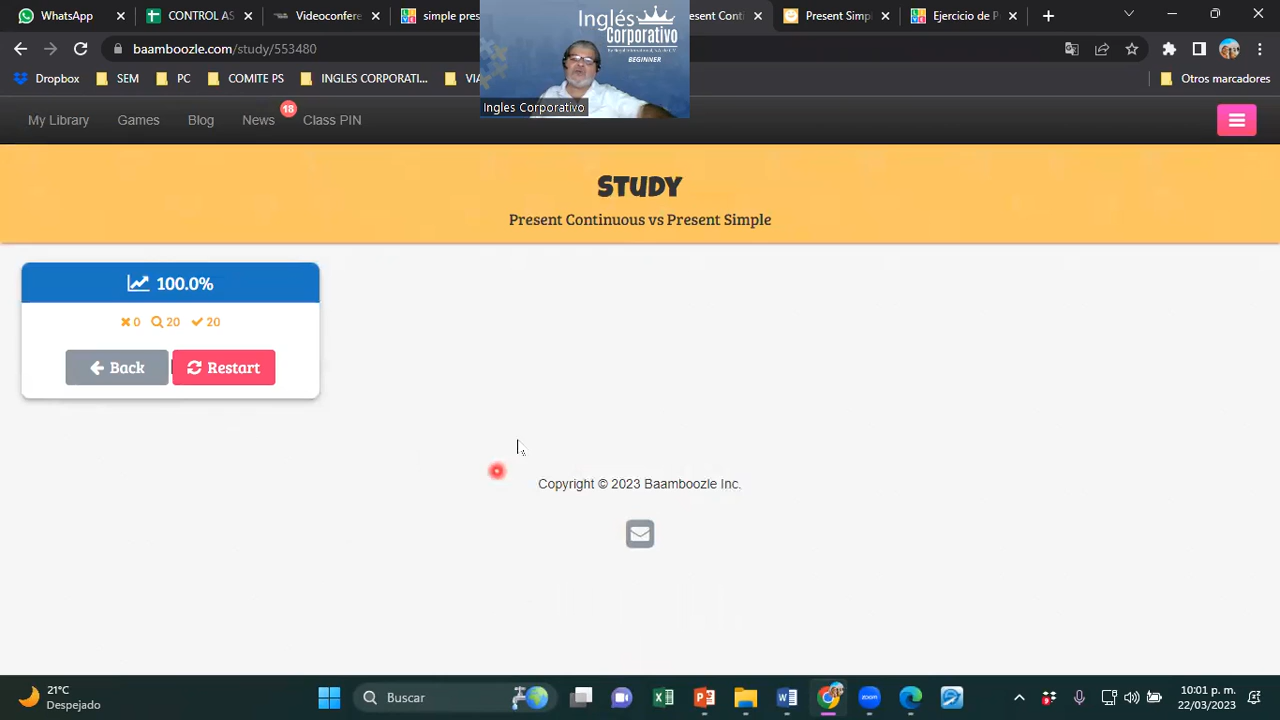 WhatsApp
CONTROL AS
Videoconfere
simple pres
esent Conti
Present Simple
Ejercicio de P
baamboozle.com/study/553480
Dropbox
SEM
PC
COMITE PS
INGLES CORPORATI...
VIA
Otros marcadores
Inglés
Corporativo
BEGINNER
Ingles Corporativo
My Library
Games
Blog
News
18
Class PIN
STUDY
Present Continuous vs Present Simple
100.0%
0 20 20
Back
Restart
Copyright © 2023 Baamboozle Inc.
21°C
Despejado
Buscar
zoom
10:01 p. m.
22/03/2023